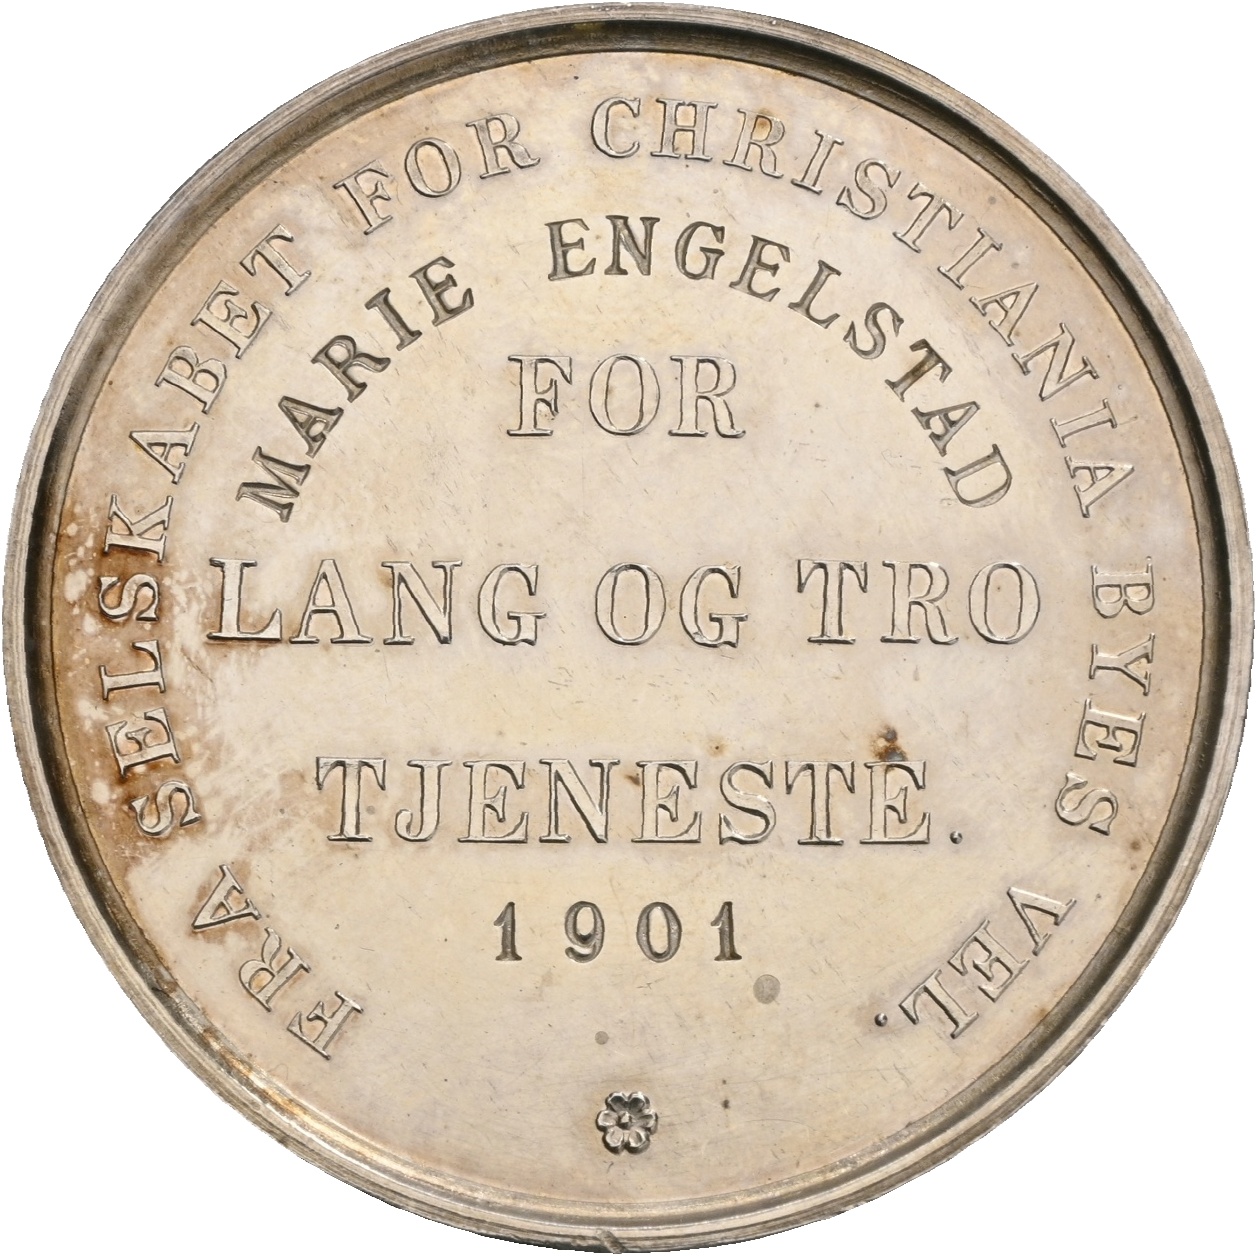 FRA SELSKABET FOR CHRISTIANIA BYES VEL.
MARIE ENGELSTAD
FOR
LANG OG TRO
TJENESTE.
1901